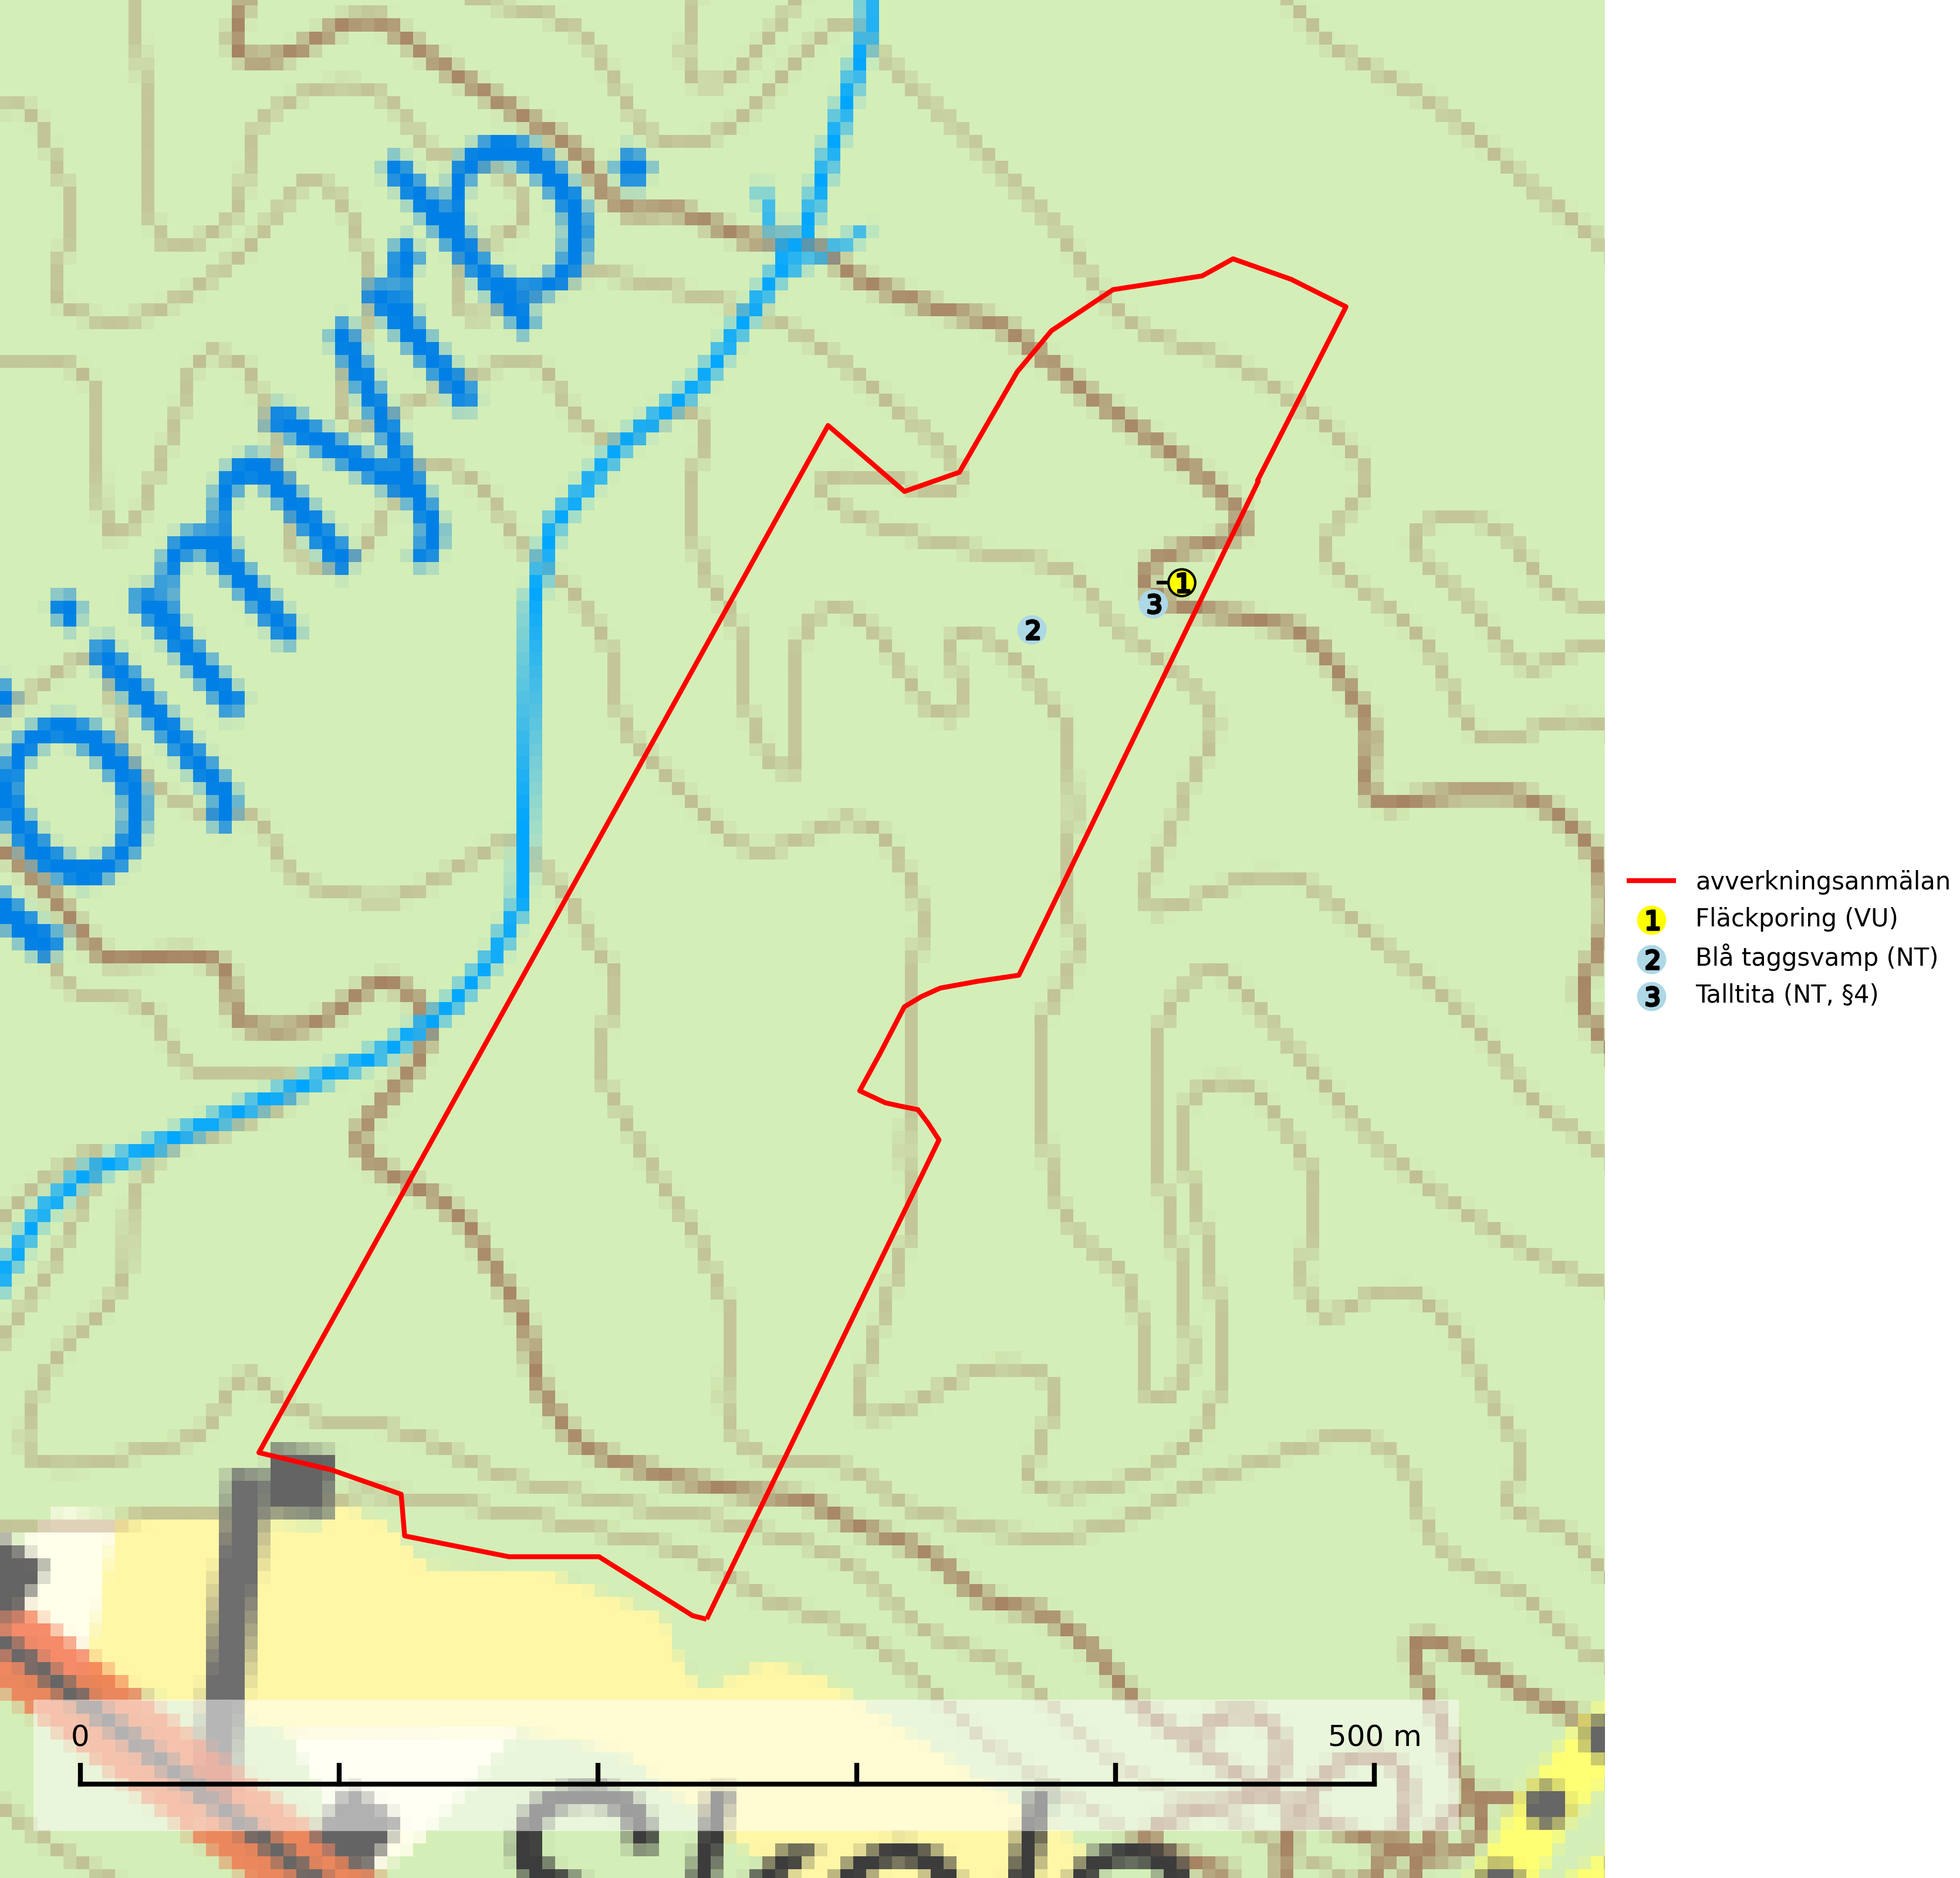 1
3
2
avverkningsanmälan
1 Fläckporing (VU)
2 Blå taggsvamp (NT)
3 Talltita (NT, §4)
0 500 m